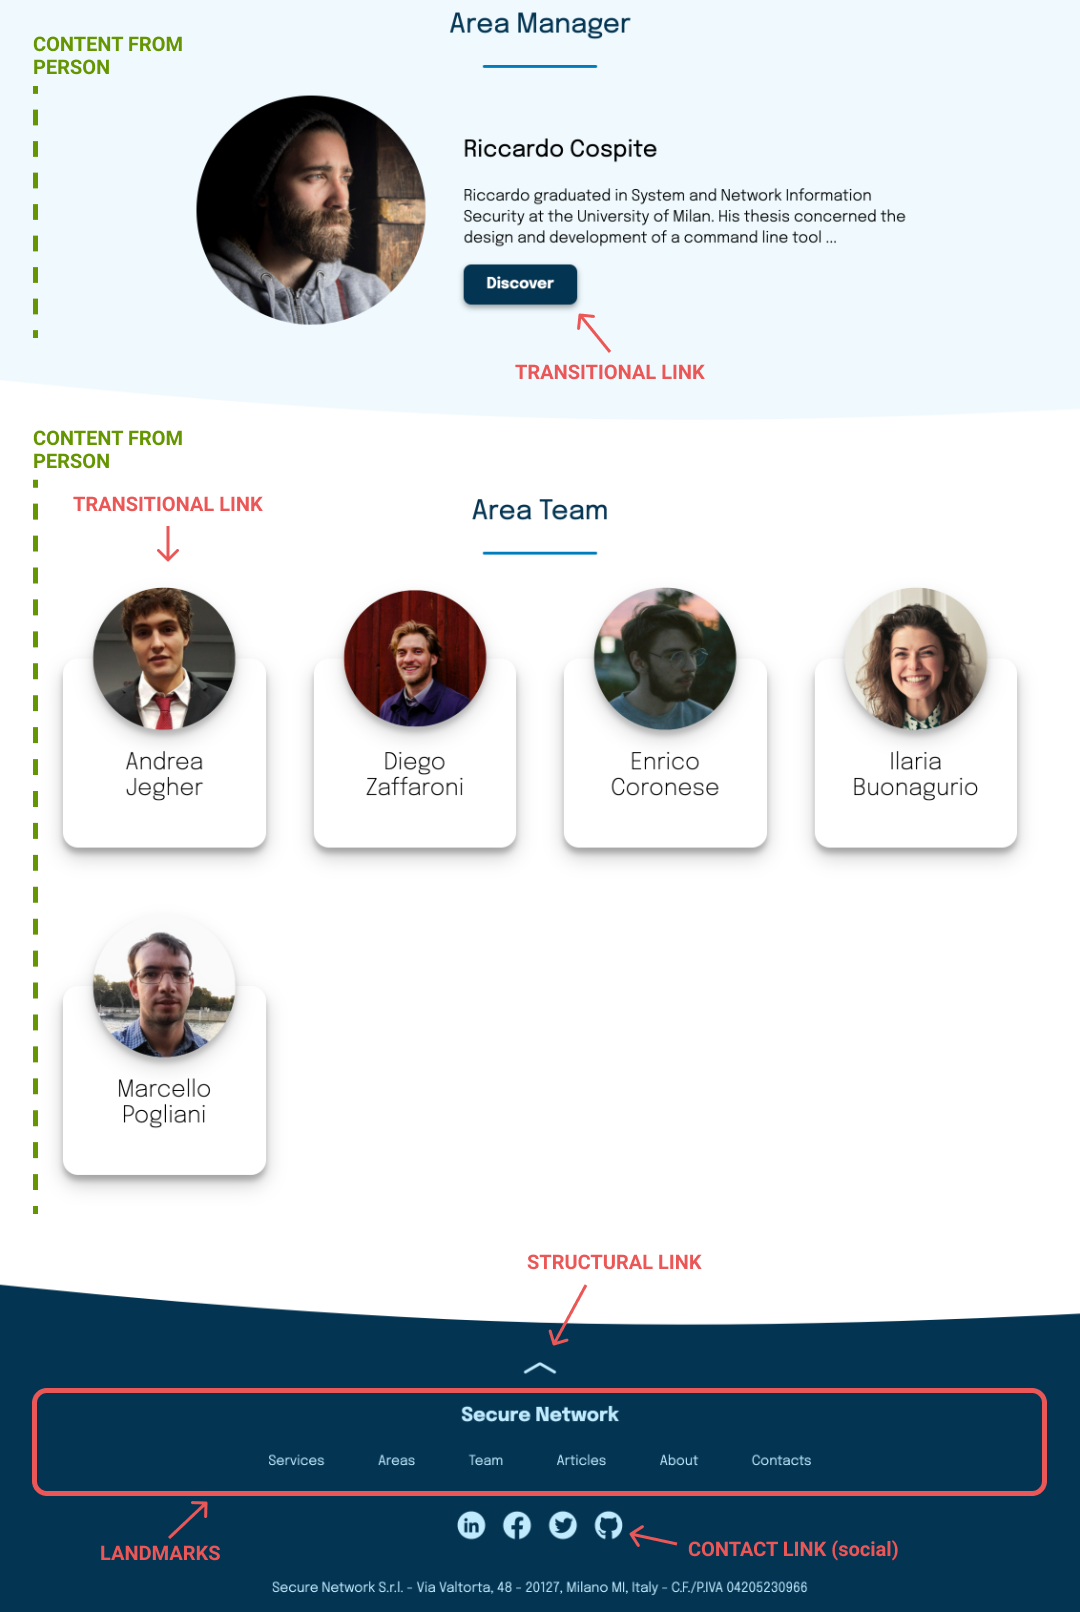 Area Manager
CONTENT FROM
PERSON
Riccardo Cospite
Riccardo graduated in System and Network Information
Security at the University of Milan. His thesis concerned the
design and development of a command line tool ...
Discover
TRANSITIONAL LINK
CONTENT FROM
PERSON
TRANSITIONAL LINK
Area Team
Andrea
Jegher
Diego
Zaffaroni
Enrico
Coronese
Ilaria
Buonagurio
Marcello
Pogliani
STRUCTURAL LINK
Secure Network
Services Areas Team Articles About Contacts
LANDMARKS
CONTACT LINK (social)
Secure Network S.r.l. - Via Valtorta, 48 - 20127, Milano MI, Italy - C.F./P.IVA 04205230966